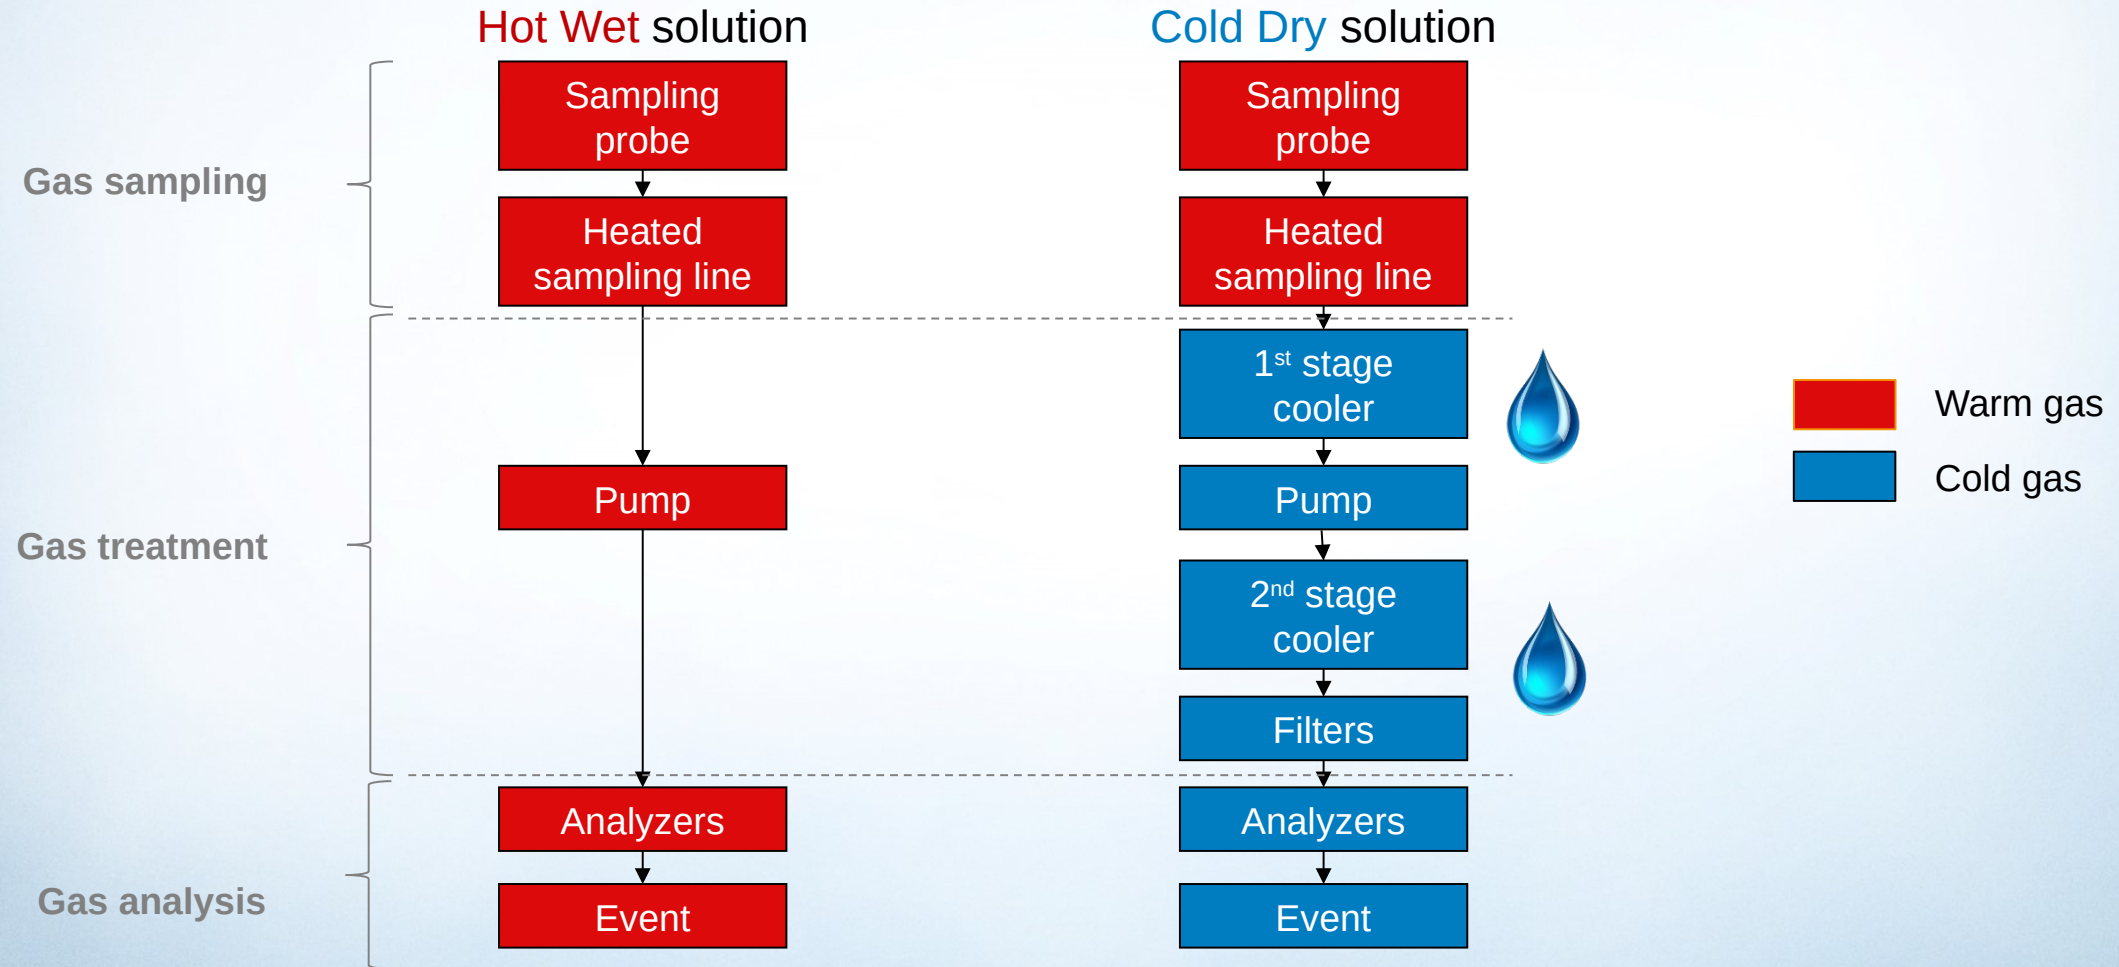 Hot Wet solution
Cold Dry solution
Gas sampling
Sampling
probe
Heated
sampling line
Sampling
probe
Heated
sampling line
Gas treatment
Pump
1st stage
cooler
Pump
2nd stage
cooler
Filters
Gas analysis
Analyzers
Event
Analyzers
Event
Warm gas
Cold gas